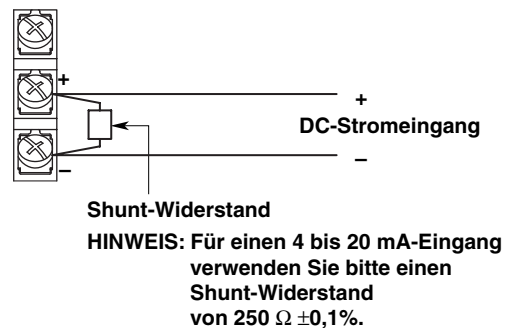 +
+
DC-Stromeingang
–
–
Shunt-Widerstand
HINWEIS: Für einen 4 bis 20 mA-Eingang
verwenden Sie bitte einen
Shunt-Widerstand
von 250 Ω ±0,1%.